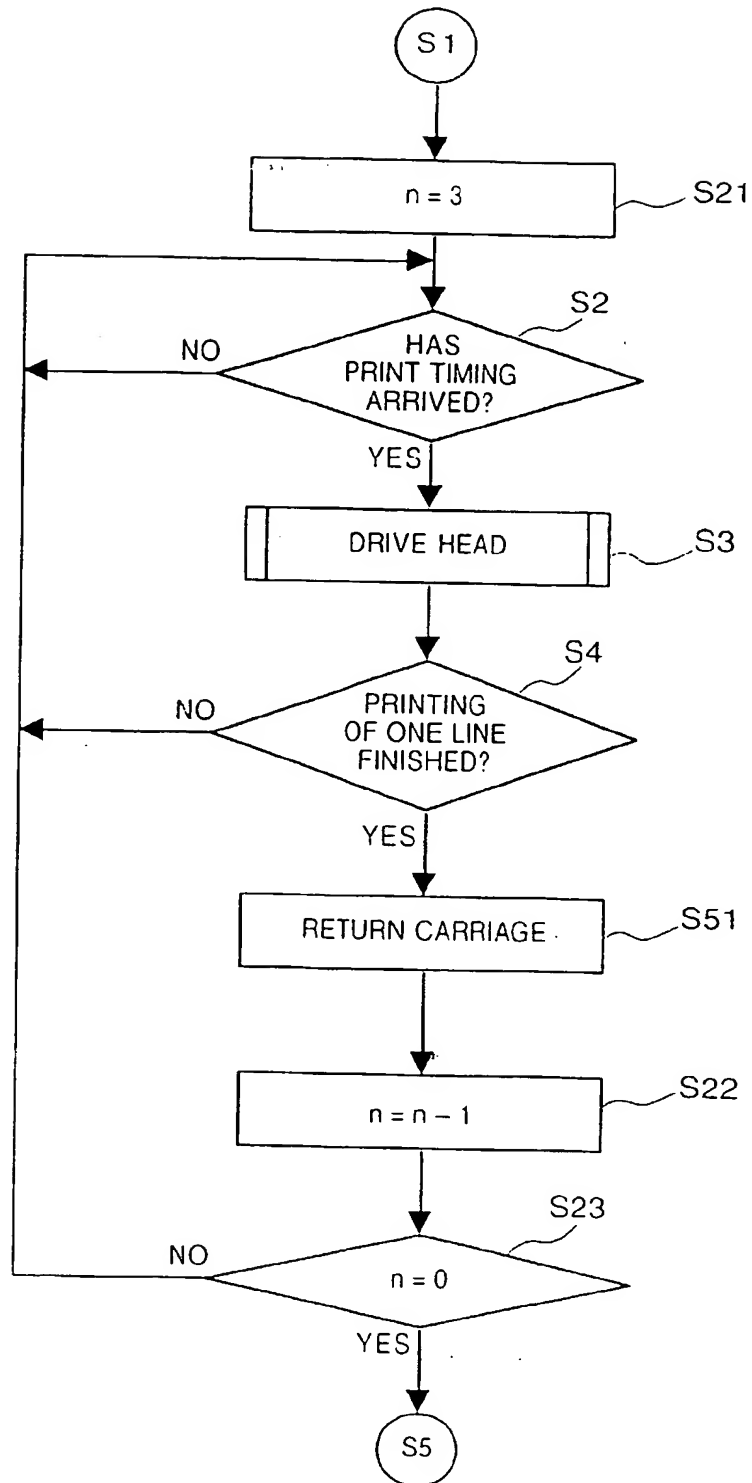 S1
n = 3
S21
S2
NO
HAS
PRINT TIMING
ARRIVED?
YES
DRIVE HEAD
S3
S4
NO
PRINTING
OF ONE LINE
FINISHED?
YES
RETURN CARRIAGE
S51
n = n - 1
S22
S23
NO
n = 0
YES
S5